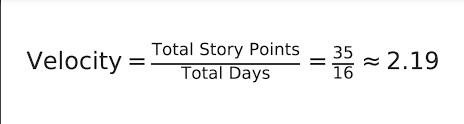 Velocity = Total Story Points / Total Days = 35/16 ≈ 2.19